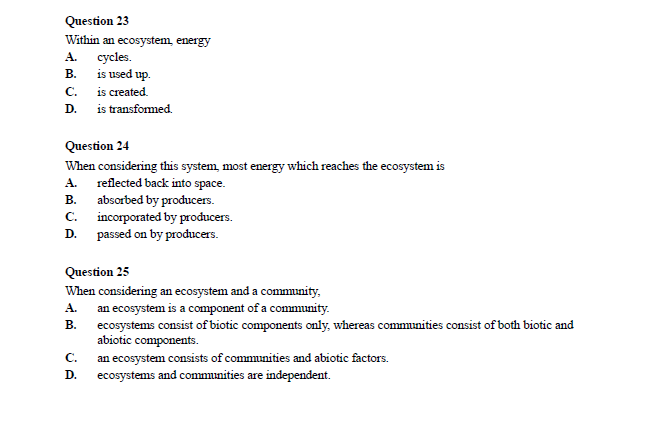 Question 23
Within an ecosystem, energy
A. cycles.
B. is used up.
C. is created.
D. is transformed.
Question 24
When considering this system, most energy which reaches the ecosystem is
A. reflected back into space.
B. absorbed by producers.
C. incorporated by producers.
D. passed on by producers.
Question 25
When considering an ecosystem and a community,
A. an ecosystem is a component of a community.
B. ecosystems consist of biotic components only, whereas communities consist of both biotic and
abiotic components.
C. an ecosystem consists of communities and abiotic factors.
D. ecosystems and communities are independent.